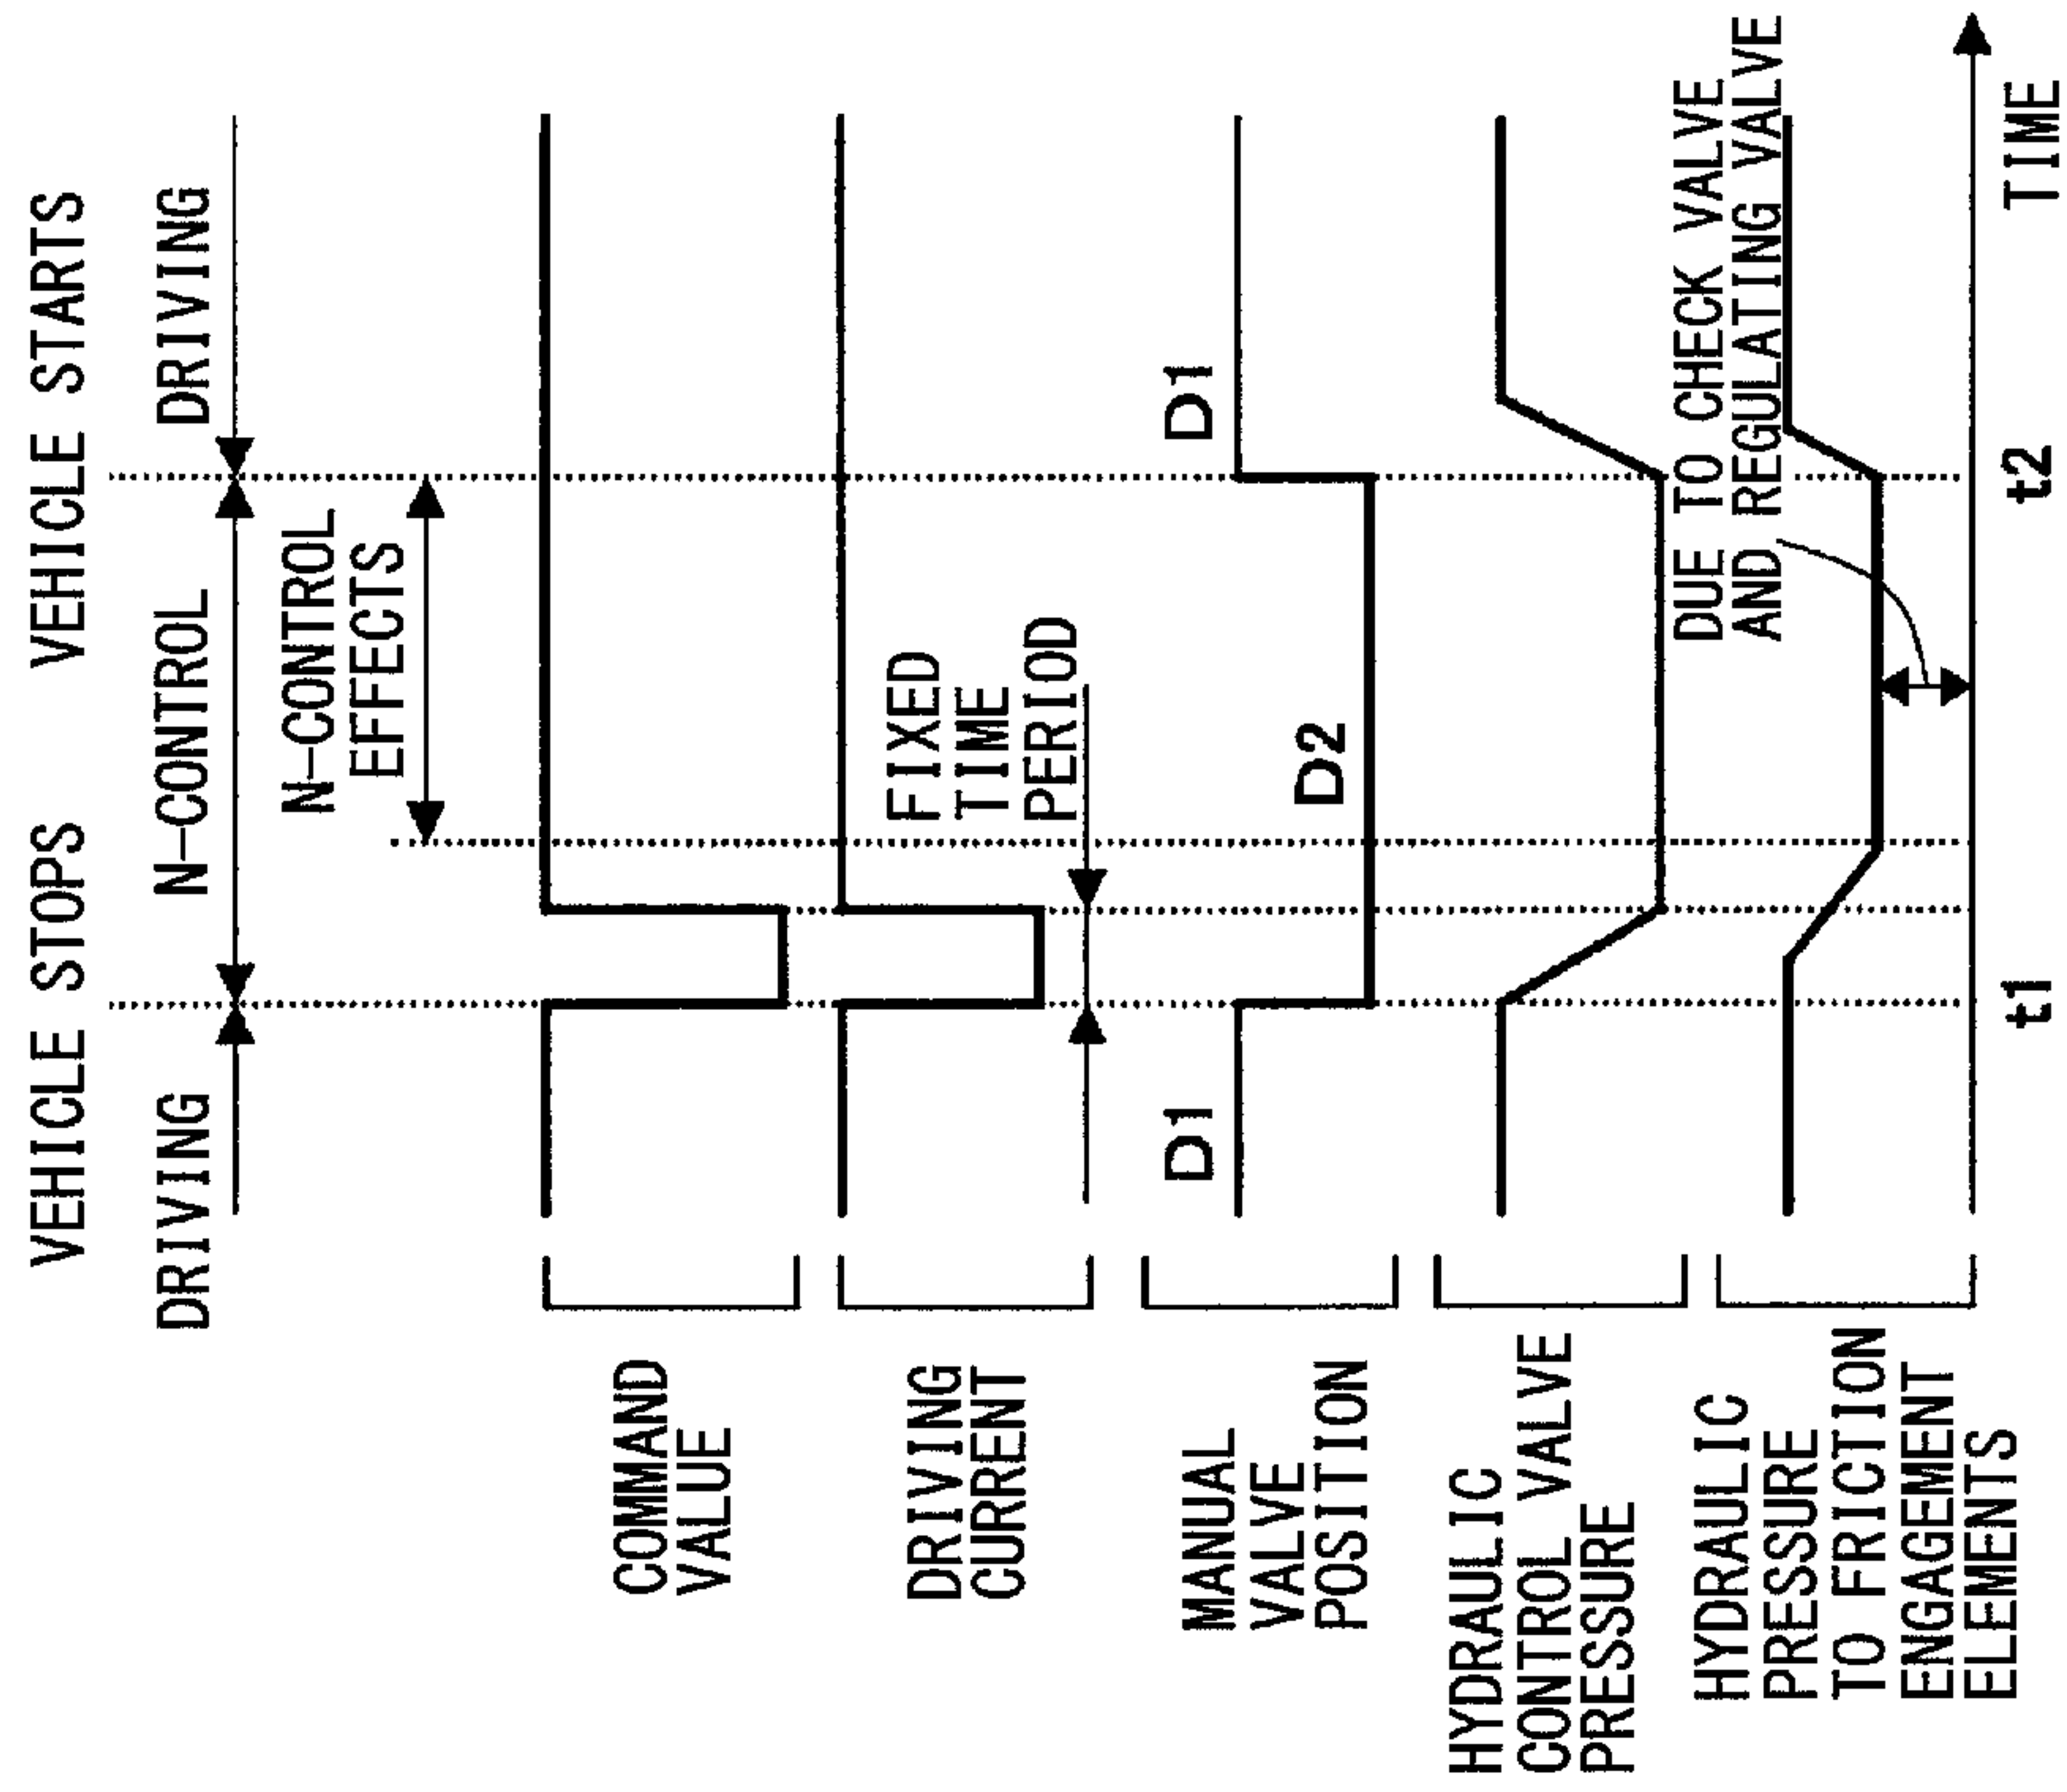 VEHICLE STOPS
VEHICLE STARTS
DRIVING
N-CONTROL
DRIVING
N-CONTROL
EFFECTS
COMMAND
VALUE
DRIVING
CURRENT
FIXED
TIME
PERIOD
MANUAL
VALVE
POSITION
D1
D2
D1
HYDRAULIC
CONTROL VALVE
PRESSURE
DUE TO CHECK VALVE
AND REGULATING VALVE
HYDRAULIC
PRESSURE
TO FRICTION
ENGAGEMENT
ELEMENTS
t1
t2
TIME